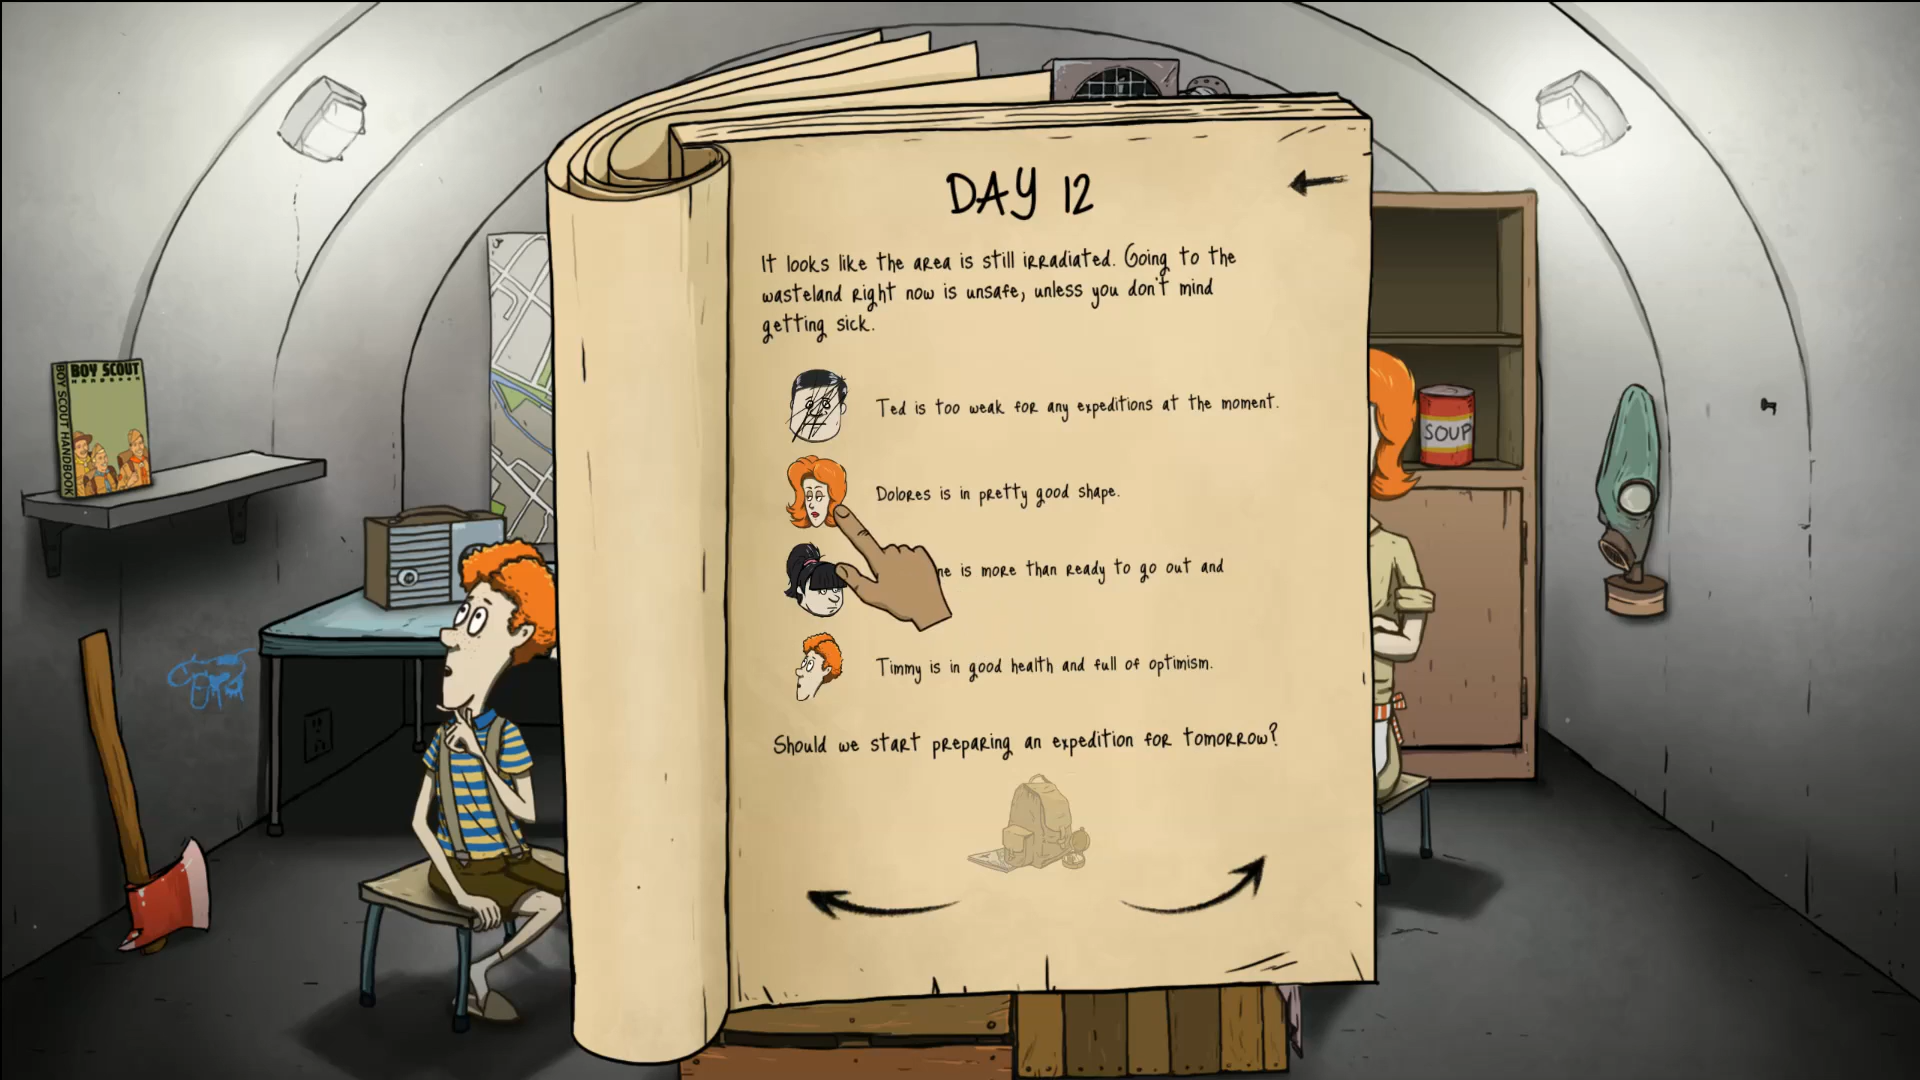 DAY 12
It looks like the area is still irradiated. Going to the
wasteland right now is unsafe, unless you don't mind
getting sick.
Ted is too weak for any expeditions at the moment.
Dolores is in pretty good shape.
ne is more than ready to go out and
Timmy is in good health and full of optimism.
Should we start preparing an expedition for tomorrow?
BOY SCOUT
HANDBOOK
BOY SCOUT HANDBOOK
SOUP